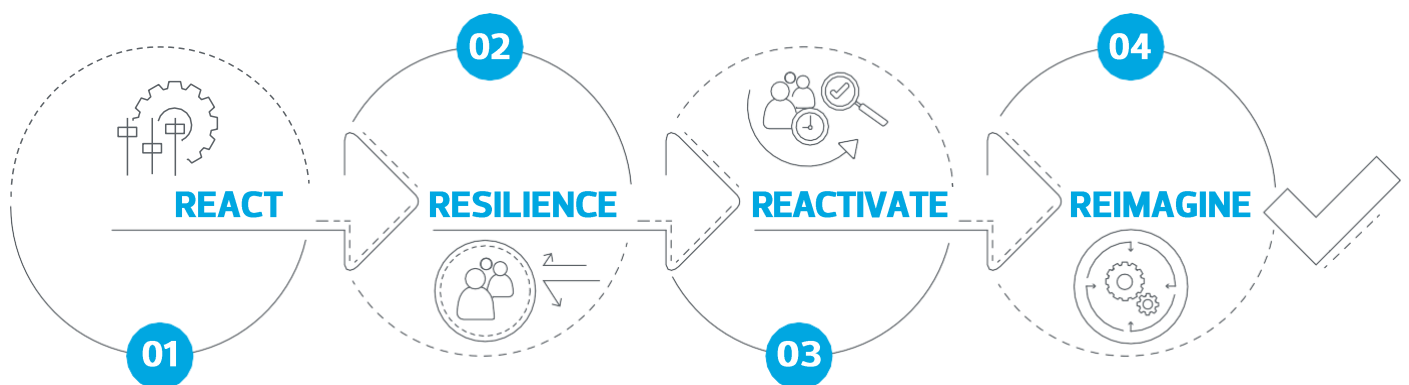 01
REACT
02
RESILIENCE
03
REACTIVATE
04
REIMAGINE